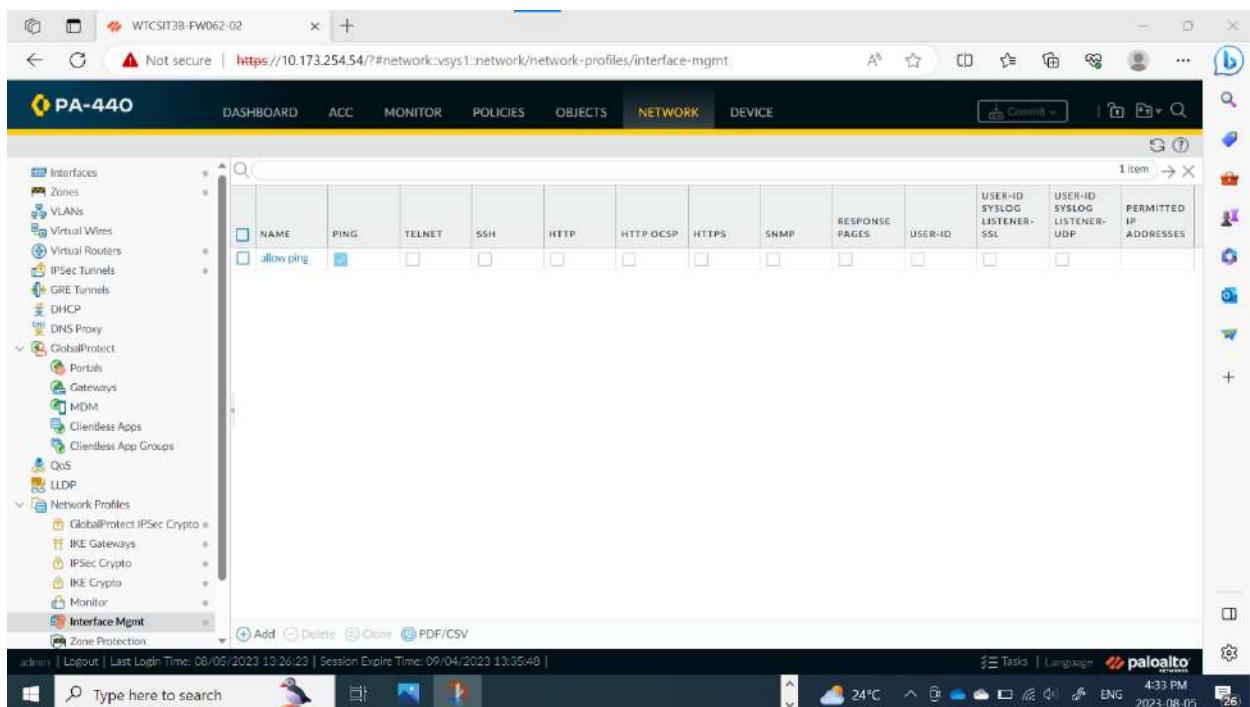 WTCSIT3B-FW062-02
Not secure | https://10.173.254.54/?#network::vsys1::network/network-profiles/interface-mgmt
PA-440
DASHBOARD ACC MONITOR POLICIES OBJECTS NETWORK DEVICE
Commit
1 item
Interfaces
Zones
VLANs
Virtual Wires
Virtual Routers
IPSec Tunnels
GRE Tunnels
DHCP
DNS Proxy
GlobalProtect
Portals
Gateways
MDM
Clientless Apps
Clientless App Groups
QoS
LLDP
Network Profiles
GlobalProtect IPSec Crypto
IKE Gateways
IPSec Crypto
IKE Crypto
Monitor
Interface Mgmt
Zone Protection
NAME PING TELNET SSH HTTP HTTP OCSP HTTPS SNMP RESPONSE PAGES USER-ID USER-ID SYSLOG LISTENER-SSL USER-ID SYSLOG LISTENER-UDP PERMITTED IP ADDRESSES
allow ping
Add Delete Clone PDF/CSV
admin | Logout | Last Login Time: 08/05/2023 13:26:23 | Session Expire Time: 09/04/2023 13:35:48 |
Tasks | Language paloalto NETWORKS
Type here to search
24°C
ENG
4:33 PM
2023-08-05
26